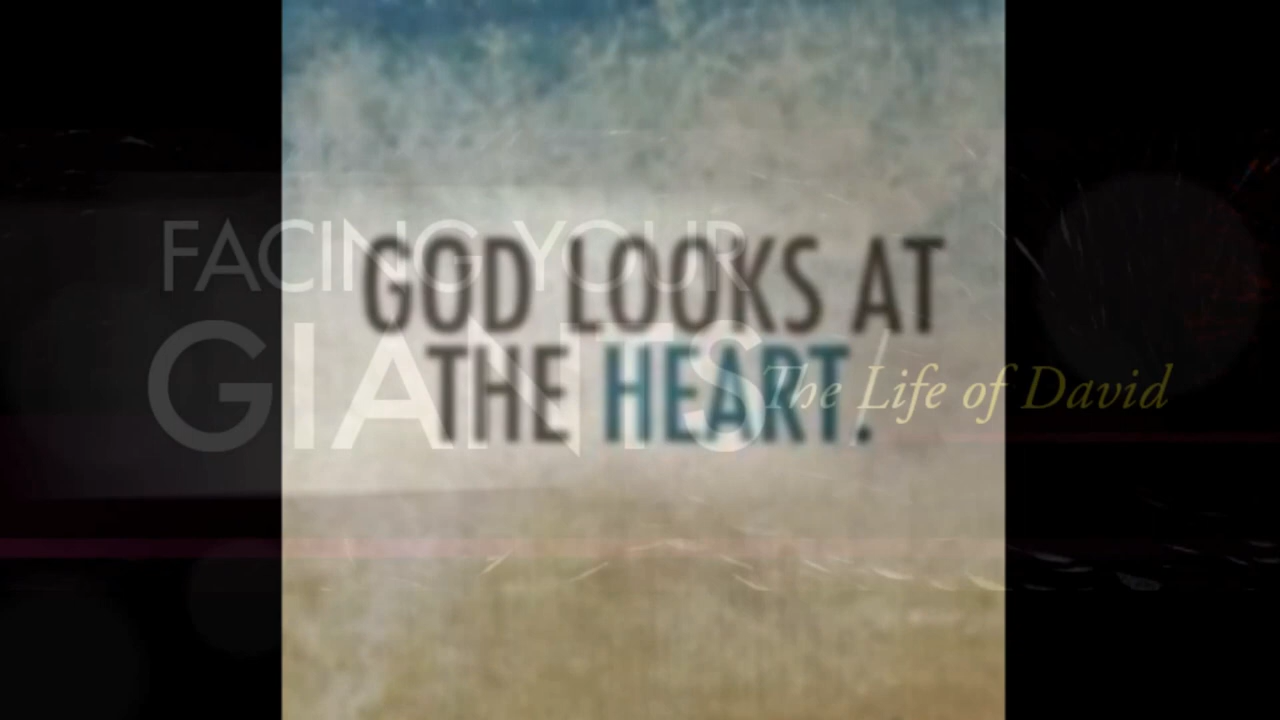 FACING YOUR
GIANTS
The Life of David
GOD LOOKS AT
THE HEART.